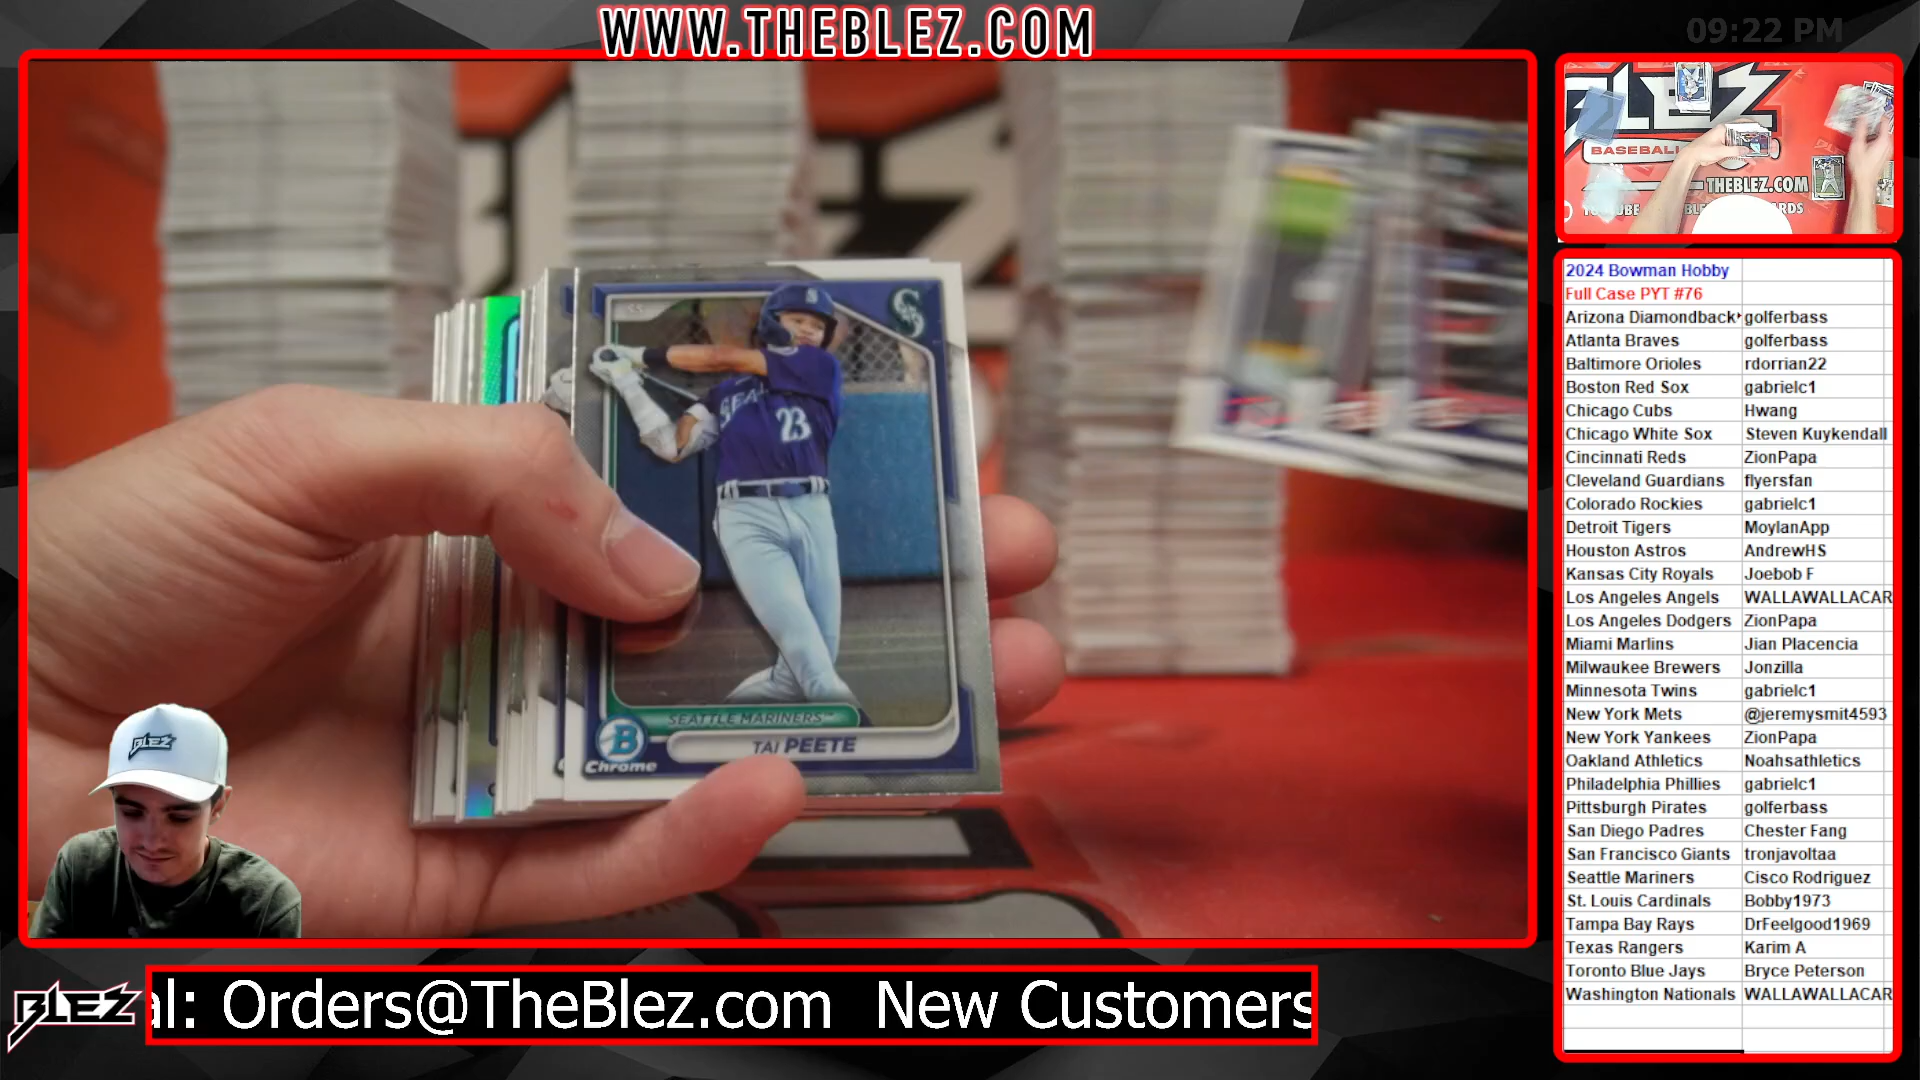 WWW.THEBLEZ.COM
09:22 PM
BLEZ
BASEBALL
THEBLEZ.COM
SEATTLE MARINERS
TAI PEETE
B
Chrome
23
BLEZ
2024 Bowman Hobby
Full Case PYT #76
Arizona Diamondback golferbass
Atlanta Braves golferbass
Baltimore Orioles rdorrian22
Boston Red Sox gabrielc1
Chicago Cubs Hwang
Chicago White Sox Steven Kuykendall
Cincinnati Reds ZionPapa
Cleveland Guardians flyersfan
Colorado Rockies gabrielc1
Detroit Tigers MoylanApp
Houston Astros AndrewHS
Kansas City Royals Joebob F
Los Angeles Angels WALLAWALLACAR
Los Angeles Dodgers ZionPapa
Miami Marlins Jian Placencia
Milwaukee Brewers Jonzilla
Minnesota Twins gabrielc1
New York Mets @jeremysmit4593
New York Yankees ZionPapa
Oakland Athletics Noahsathletics
Philadelphia Phillies gabrielc1
Pittsburgh Pirates golferbass
San Diego Padres Chester Fang
San Francisco Giants tronjavoltaa
Seattle Mariners Cisco Rodriguez
St. Louis Cardinals Bobby1973
Tampa Bay Rays DrFeelgood1969
Texas Rangers Karim A
Toronto Blue Jays Bryce Peterson
Washington Nationals WALLAWALLACAR
BLEZ
al: Orders@TheBlez.com New Customers